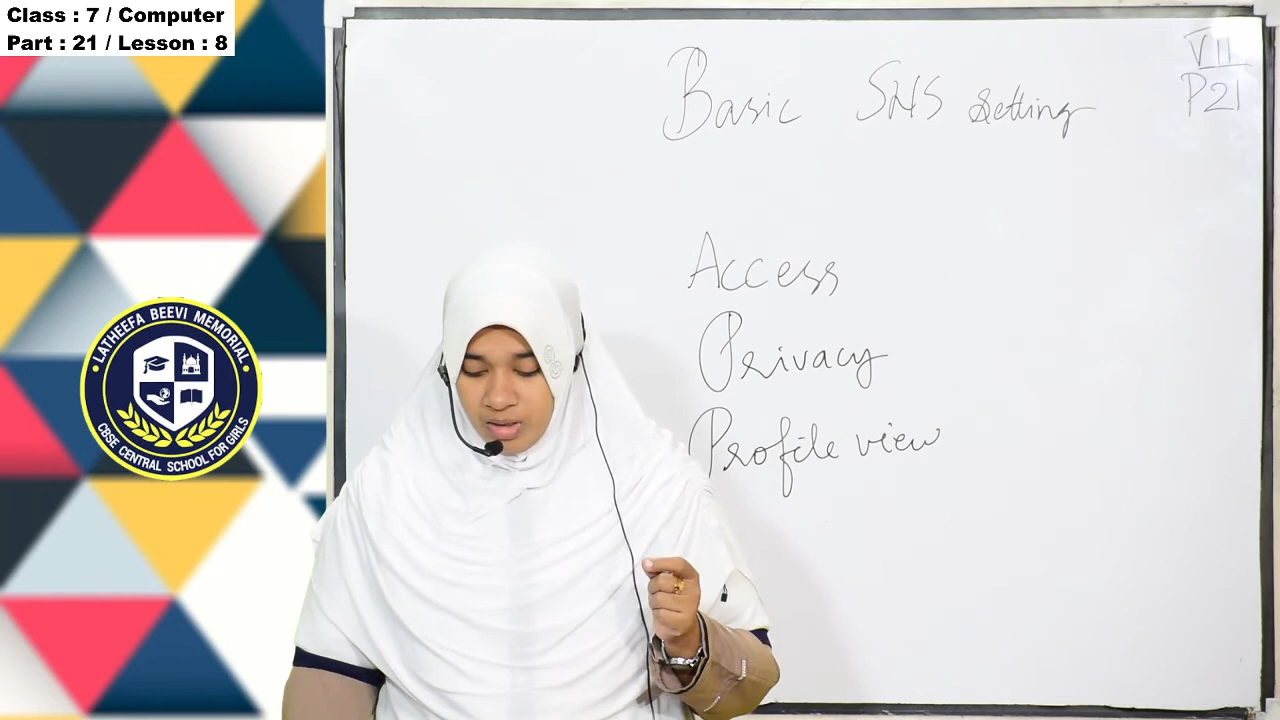 Class : 7 / Computer
Part : 21 / Lesson : 8
VII
P21
Basic SNS Setting
Access
Privacy
Profile view
LATHEEFA BEEVI MEMORIAL
CBSE CENTRAL SCHOOL FOR GIRLS